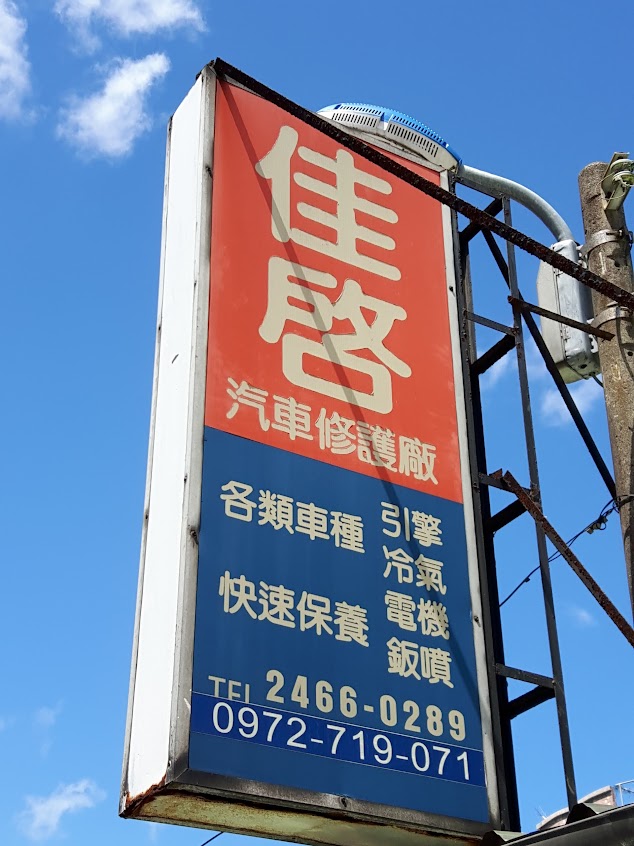 佳啓
汽車修護廠
各類車種
快速保養
引擎
冷氣
電機
鈑噴
TEL 2466-0289
0972-719-071